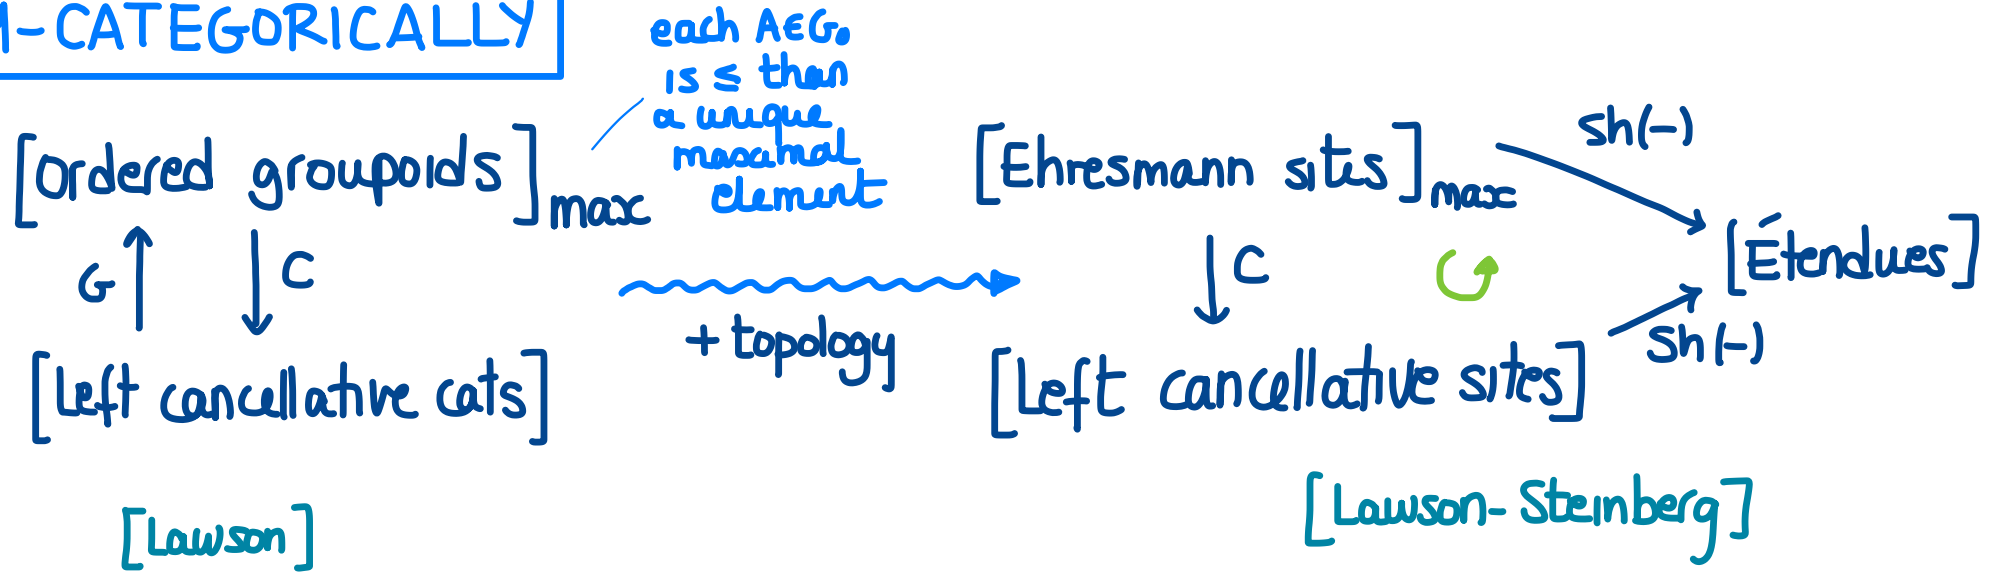 1-CATEGORICALLY
each A∈G₀
is ≤ than
a unique
maximal
element
[Ordered groupoids]max
[Ehresmann sites]max
sh(-)
G
C
C
[Étendues]
+ topology
sh(-)
[Left cancellative cats]
[Left cancellative sites]
[Lawson]
[Lawson-Steinberg]